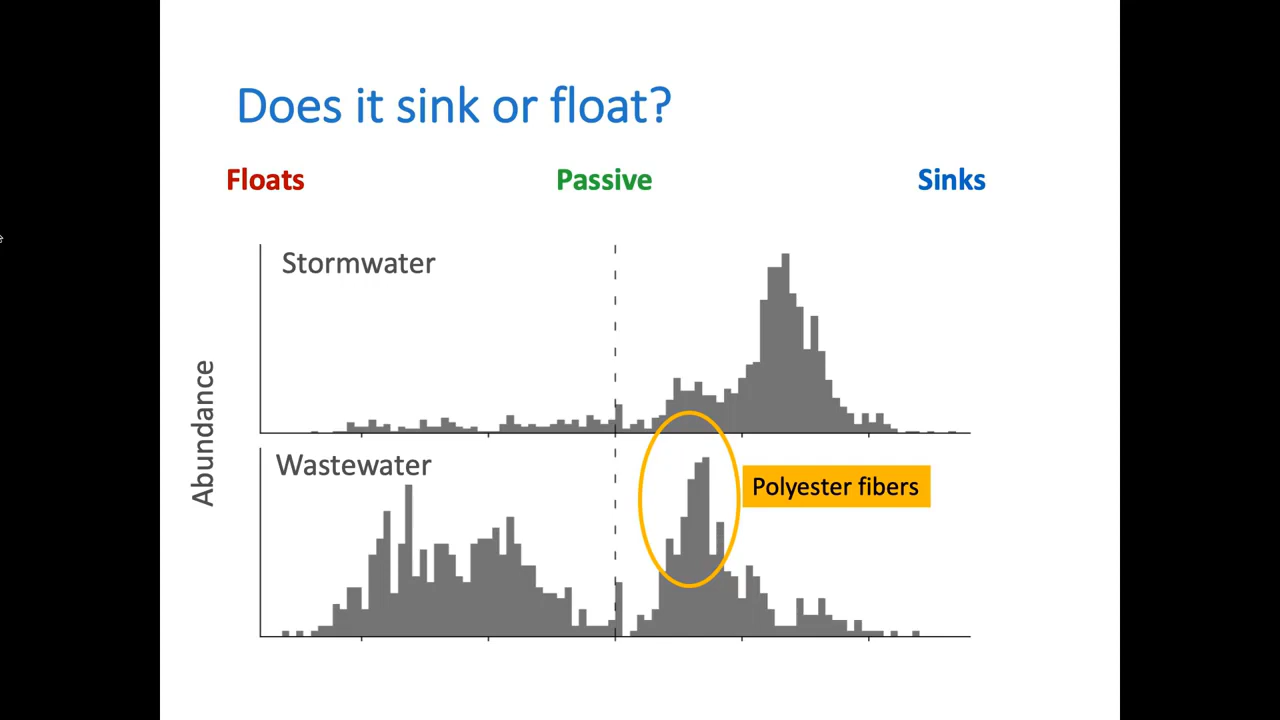 Does it sink or float?
Floats
Passive
Sinks
Stormwater
Abundance
Wastewater
Polyester fibers